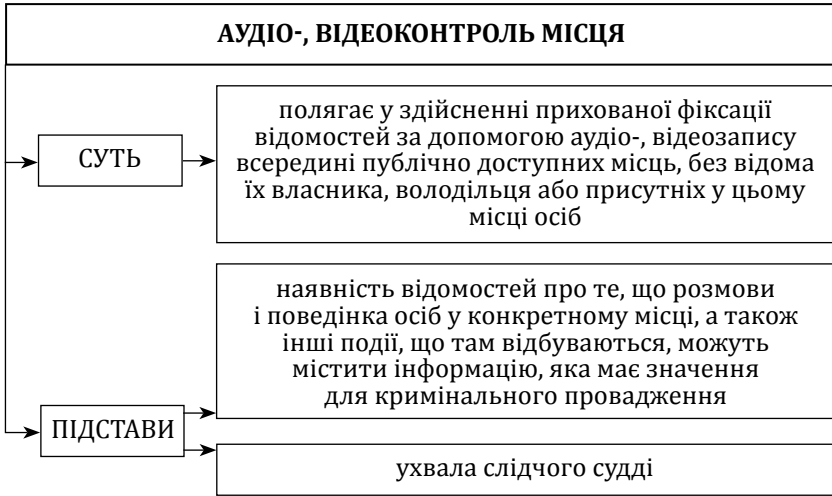 АУДІО-, ВІДЕОКОНТРОЛЬ МІСЦЯ
СУТЬ
полягає у здійсненні прихованої фіксації
відомостей за допомогою аудіо-, відеозапису
всередині публічно доступних місць, без відома
їх власника, володільця або присутніх у цьому
місці осіб
ПІДСТАВИ
наявність відомостей про те, що розмови
і поведінка осіб у конкретному місці, а також
інші події, що там відбуваються, можуть
містити інформацію, яка має значення
для кримінального провадження
ухвала слідчого судді